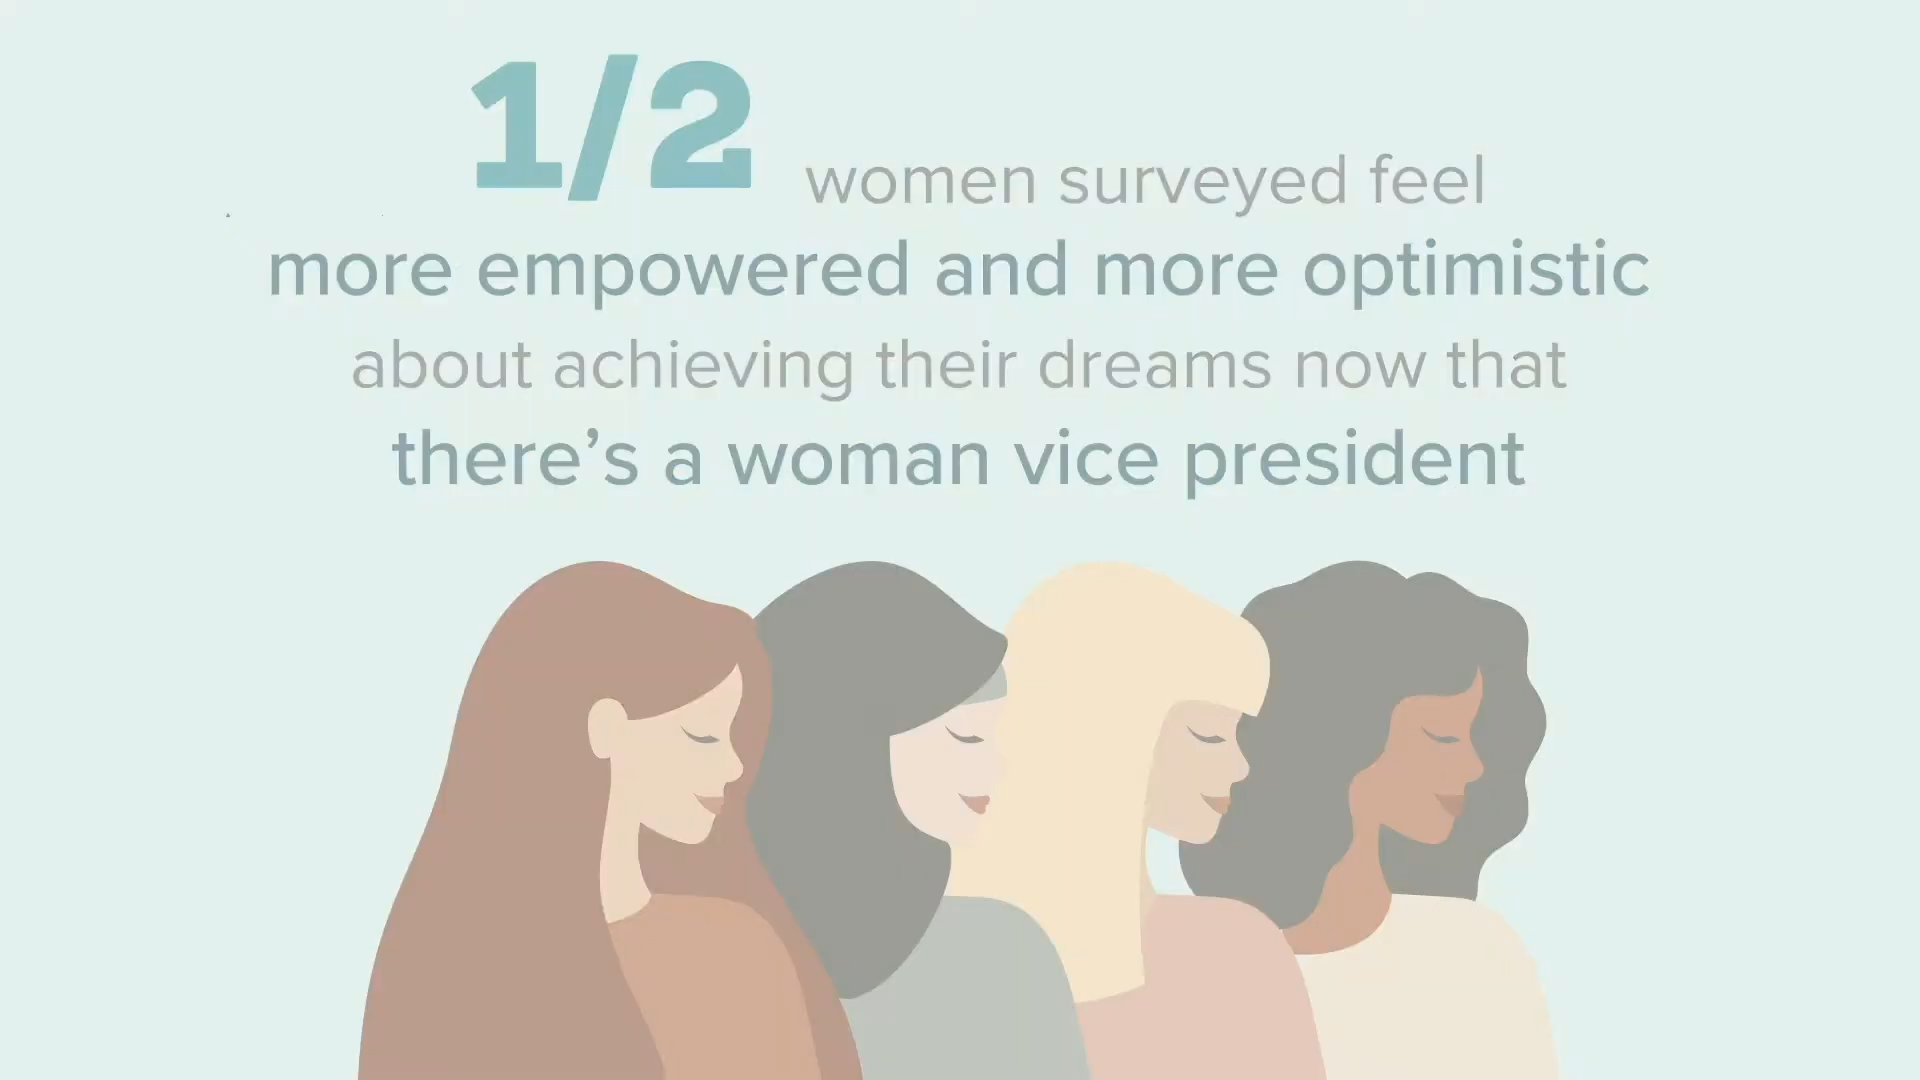 1/2 women surveyed feel
more empowered and more optimistic
about achieving their dreams now that
there’s a woman vice president